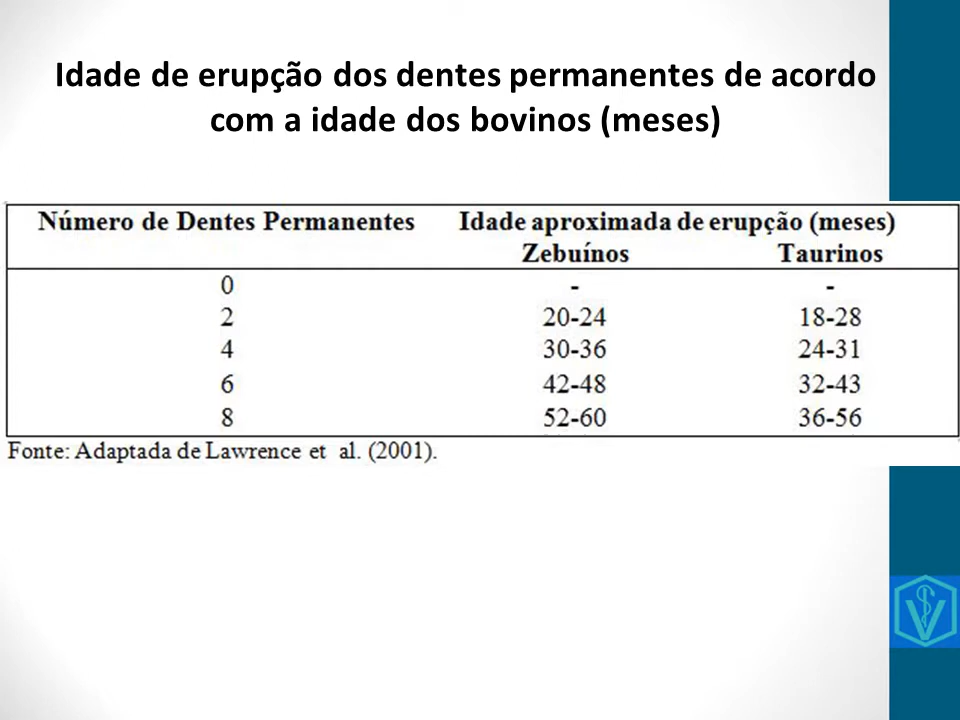 Idade de erupção dos dentes permanentes de acordo
com a idade dos bovinos (meses)
Número de Dentes Permanentes Idade aproximada de erupção (meses)
Zebuínos Taurinos
0 - -
2 20-24 18-28
4 30-36 24-31
6 42-48 32-43
8 52-60 36-56
Fonte: Adaptada de Lawrence et al. (2001).
V